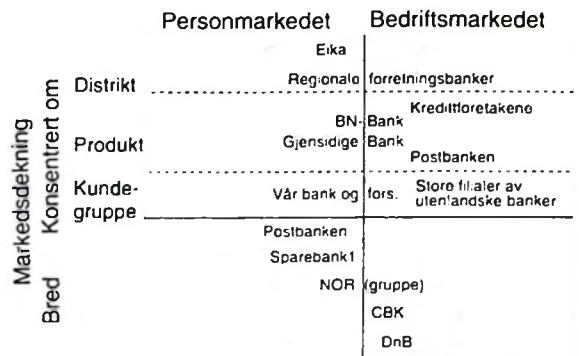 Personmarkedet Bedriftsmarkedet
Eika
Distrikt Regionale forretningsbanker
Kredittforetakene
BN- Bank
Produkt Gjensidige Bank
Postbanken
Kunde-
gruppe
Vår bank og fors.
Store filialer av
utenlandske banker
Postbanken
Sparebank1
NOR (gruppe)
CBK
DnB
Markedsdekning
Konsentrert om
Bred